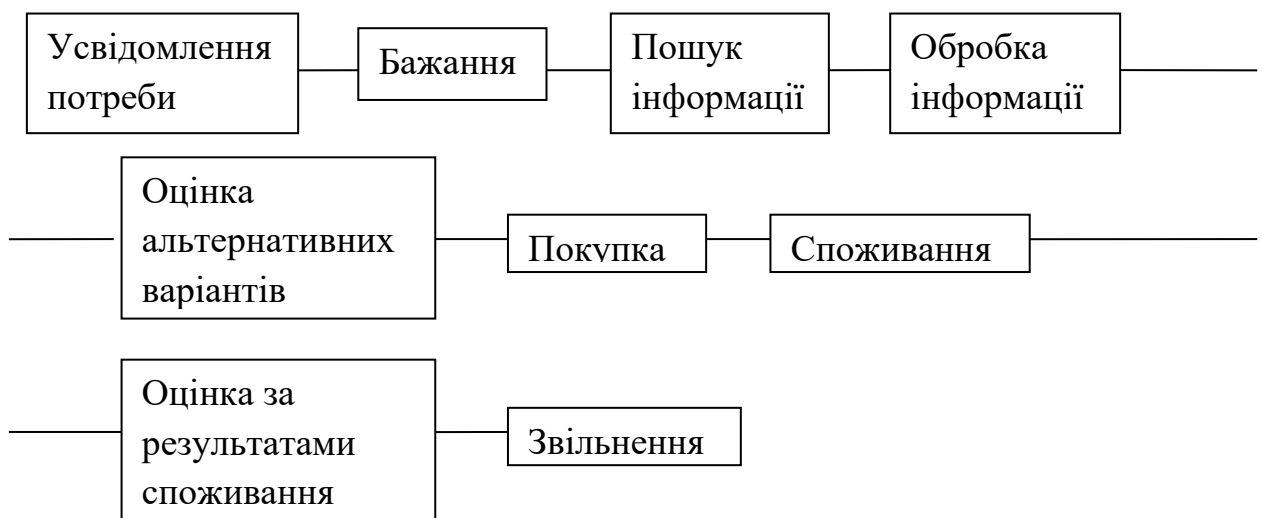 Усвідомлення
потреби
Бажання
Пошук
інформації
Обробка
інформації
Оцінка
альтернативних
варіантів
Покупка
Споживання
Оцінка за
результатами
споживання
Звільнення